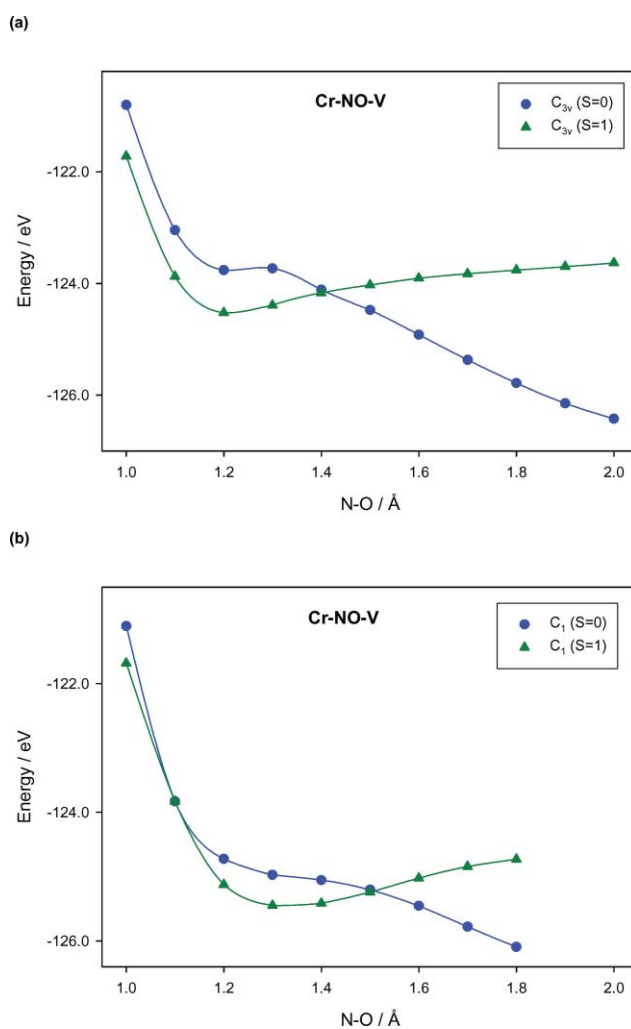 (a)
Cr-NO-V
C3v (S=0)
C3v (S=1)
Energy / eV
-122.0
-124.0
-126.0
1.0 1.2 1.4 1.6 1.8 2.0
N-O / Å
(b)
Cr-NO-V
C1 (S=0)
C1 (S=1)
Energy / eV
-122.0
-124.0
-126.0
1.0 1.2 1.4 1.6 1.8 2.0
N-O / Å